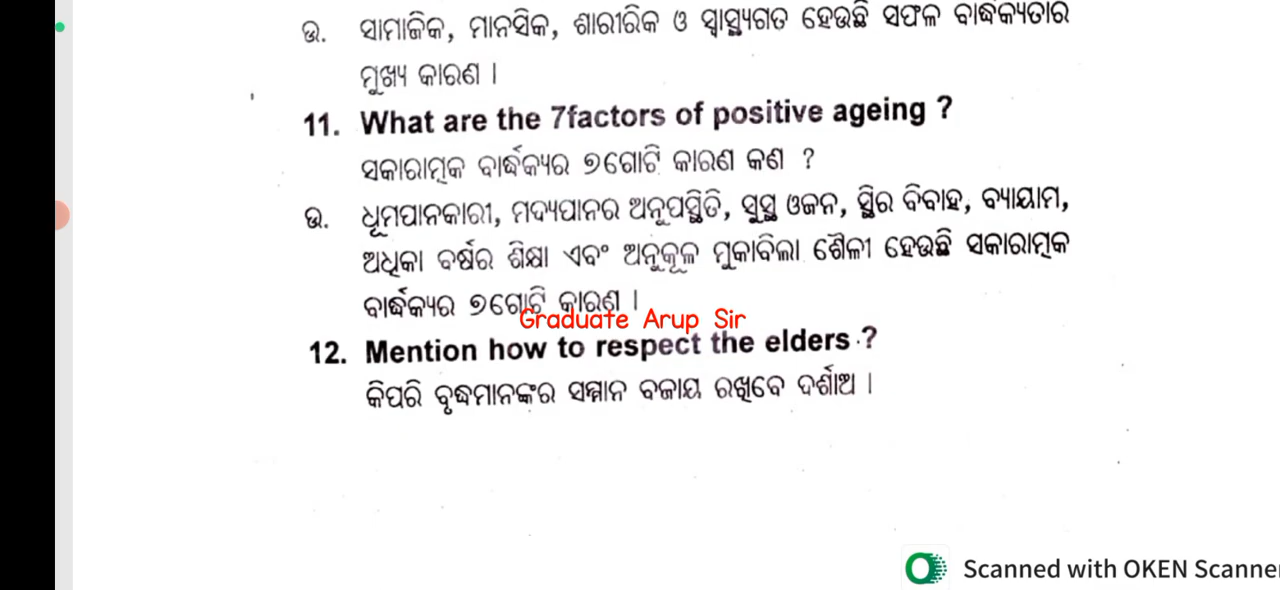 ଉ. ସାମାଜିକ, ମାନସିକ, ଶାରୀରିକ ଓ ସ୍ୱାସ୍ଥ୍ୟଗତ ହେଉଛି ସଫଳ ବାର୍ଦ୍ଧକ୍ୟତାର
ମୁଖ୍ୟ କାରଣ ।
11. What are the 7factors of positive ageing ?
ସକାରାତ୍ମକ ବାର୍ଦ୍ଧକ୍ୟର ୭ଗୋଟି କାରଣ କଣ ?
ଉ. ଧୂମପାନକାରୀ, ମଦ୍ୟପାନର ଅନୁପସ୍ଥିତି, ସୁସ୍ଥ ଓଜନ, ସ୍ଥିର ବିବାହ, ବ୍ୟାୟାମ,
ଅଧିକା ବର୍ଷର ଶିକ୍ଷା ଏବଂ ଅନୁକୂଳ ମୁକାବିଲା ଶୈଳୀ ହେଉଛି ସକାରାତ୍ମକ
ବାର୍ଦ୍ଧକ୍ୟର ୭ଗୋଟି କାରଣ ।
Graduate Arup Sir
12. Mention how to respect the elders ?
କିପରି ବୃଦ୍ଧମାନଙ୍କର ସମ୍ମାନ ବଜାୟ ରଖିବେ ଦର୍ଶାଅ ।
Scanned with OKEN Scanner